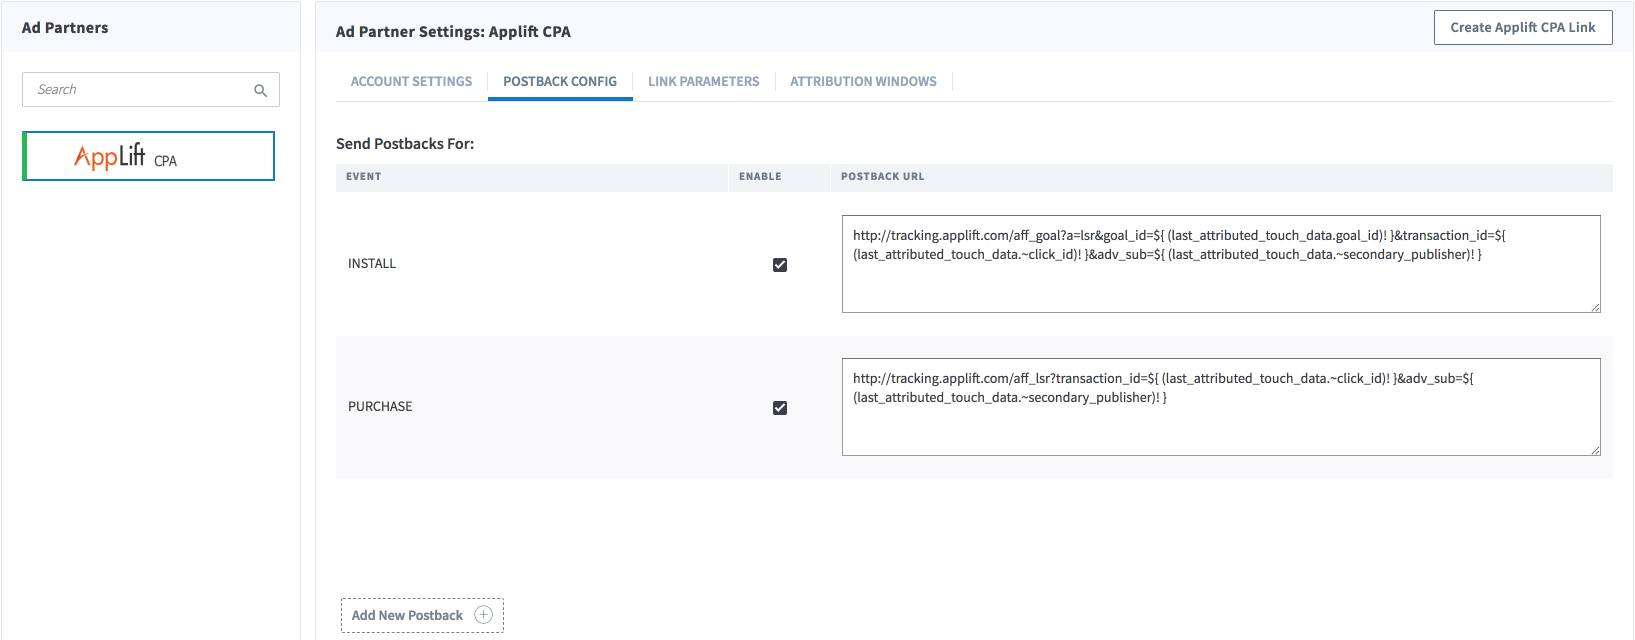 Ad Partners
Search
AppLift CPA
Ad Partner Settings: Applift CPA
Create Applift CPA Link
ACCOUNT SETTINGS
POSTBACK CONFIG
LINK PARAMETERS
ATTRIBUTION WINDOWS
Send Postbacks For:
EVENT
ENABLE
POSTBACK URL
INSTALL
http://tracking.applift.com/aff_goal?a=lsr&goal_id=${ (last_attributed_touch_data.goal_id)! }&transaction_id=${
(last_attributed_touch_data.~click_id)! }&adv_sub=${ (last_attributed_touch_data.~secondary_publisher)! }
PURCHASE
http://tracking.applift.com/aff_lsr?transaction_id=${ (last_attributed_touch_data.~click_id)! }&adv_sub=${
(last_attributed_touch_data.~secondary_publisher)! }
Add New Postback